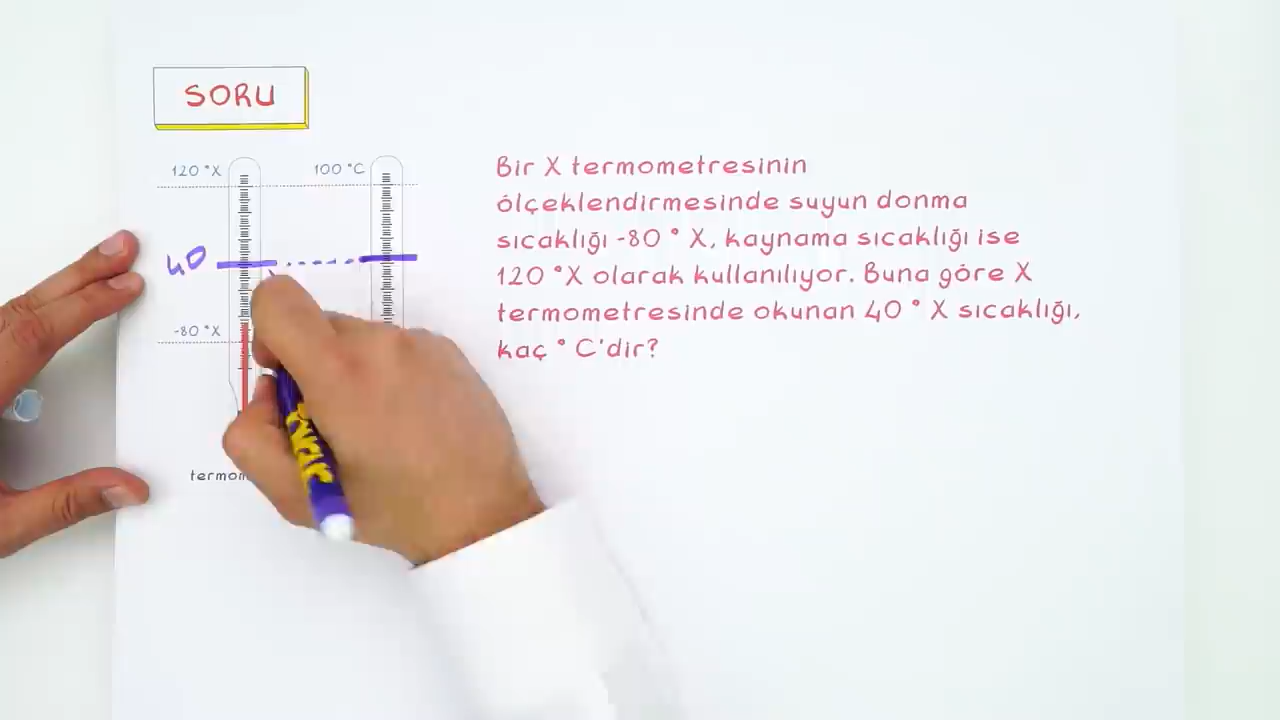 SORU
120 °X
100 °C
40
-80 °X
Bir X termometresinin
ölçeklendirmesinde suyun donma
sıcaklığı -80 ° X, kaynama sıcaklığı ise
120 °X olarak kullanılıyor. Buna göre X
termometresinde okunan 40 ° X sıcaklığı,
kaç ° C'dir?